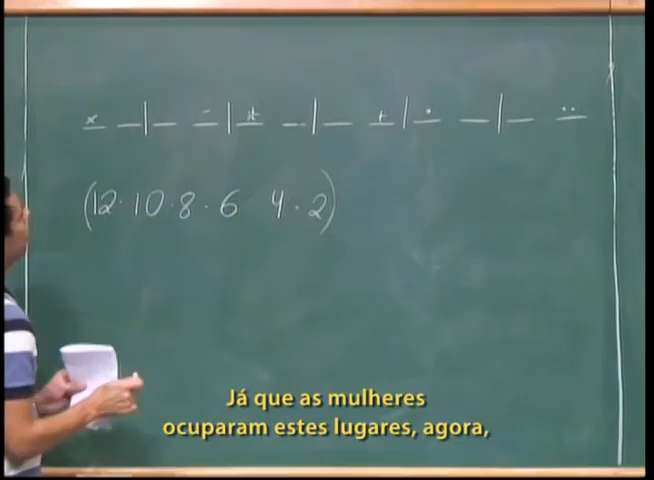 (12 · 10 · 8 · 6 · 4 · 2)
Já que as mulheres
ocuparam estes lugares, agora,